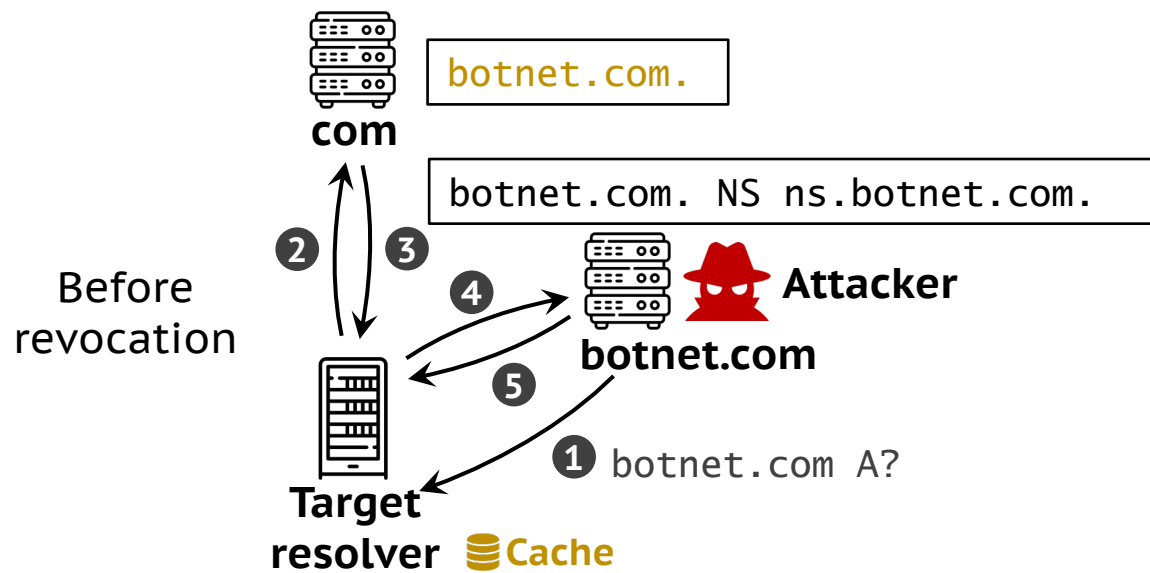 botnet.com.
com
botnet.com. NS ns.botnet.com.
2
3
Before
revocation
4
Attacker
botnet.com
5
1 botnet.com A?
Target
resolver
Cache